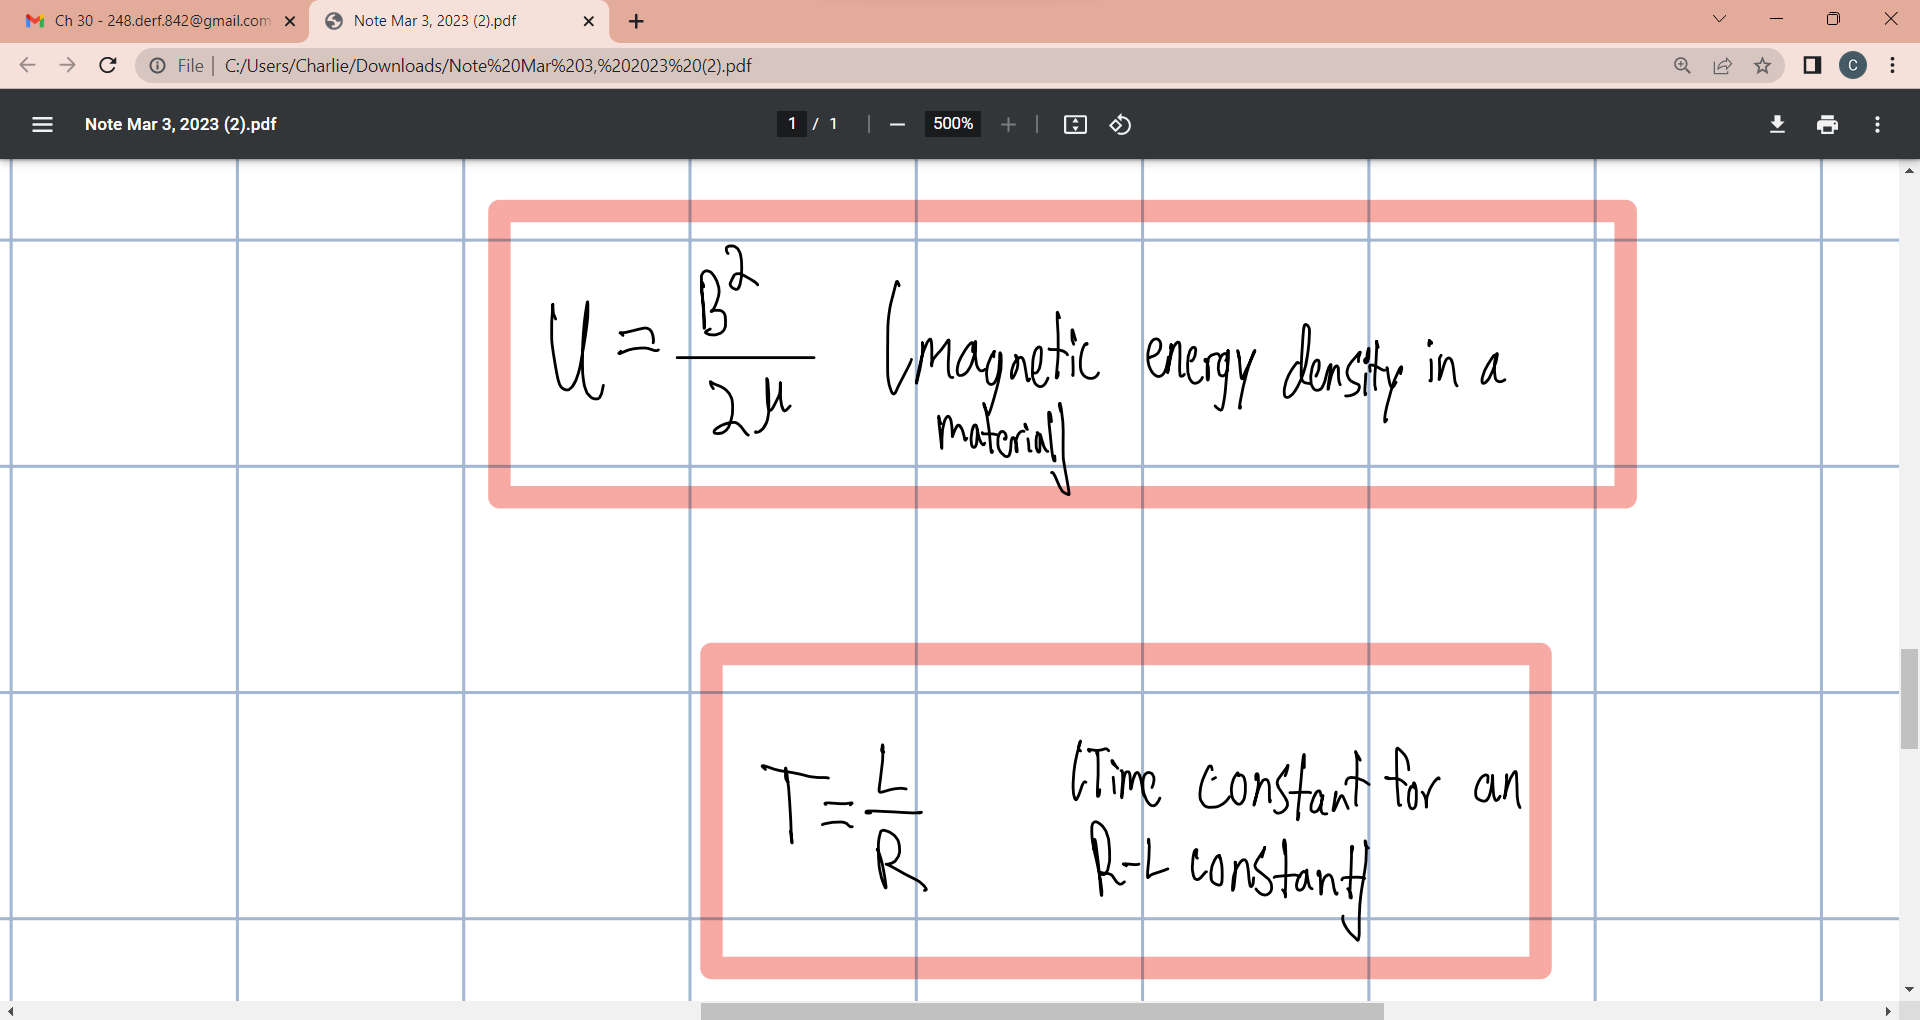 Ch 30 - 248.derf.842@gmail.com
Note Mar 3, 2023 (2).pdf
File | C:/Users/Charlie/Downloads/Note%20Mar%203,%202023%20(2).pdf
C
Note Mar 3, 2023 (2).pdf
1 / 1
500%
U = B² / 2μ (magnetic energy density in a
material)
T = L / R (Time constant for an
R-L constant)